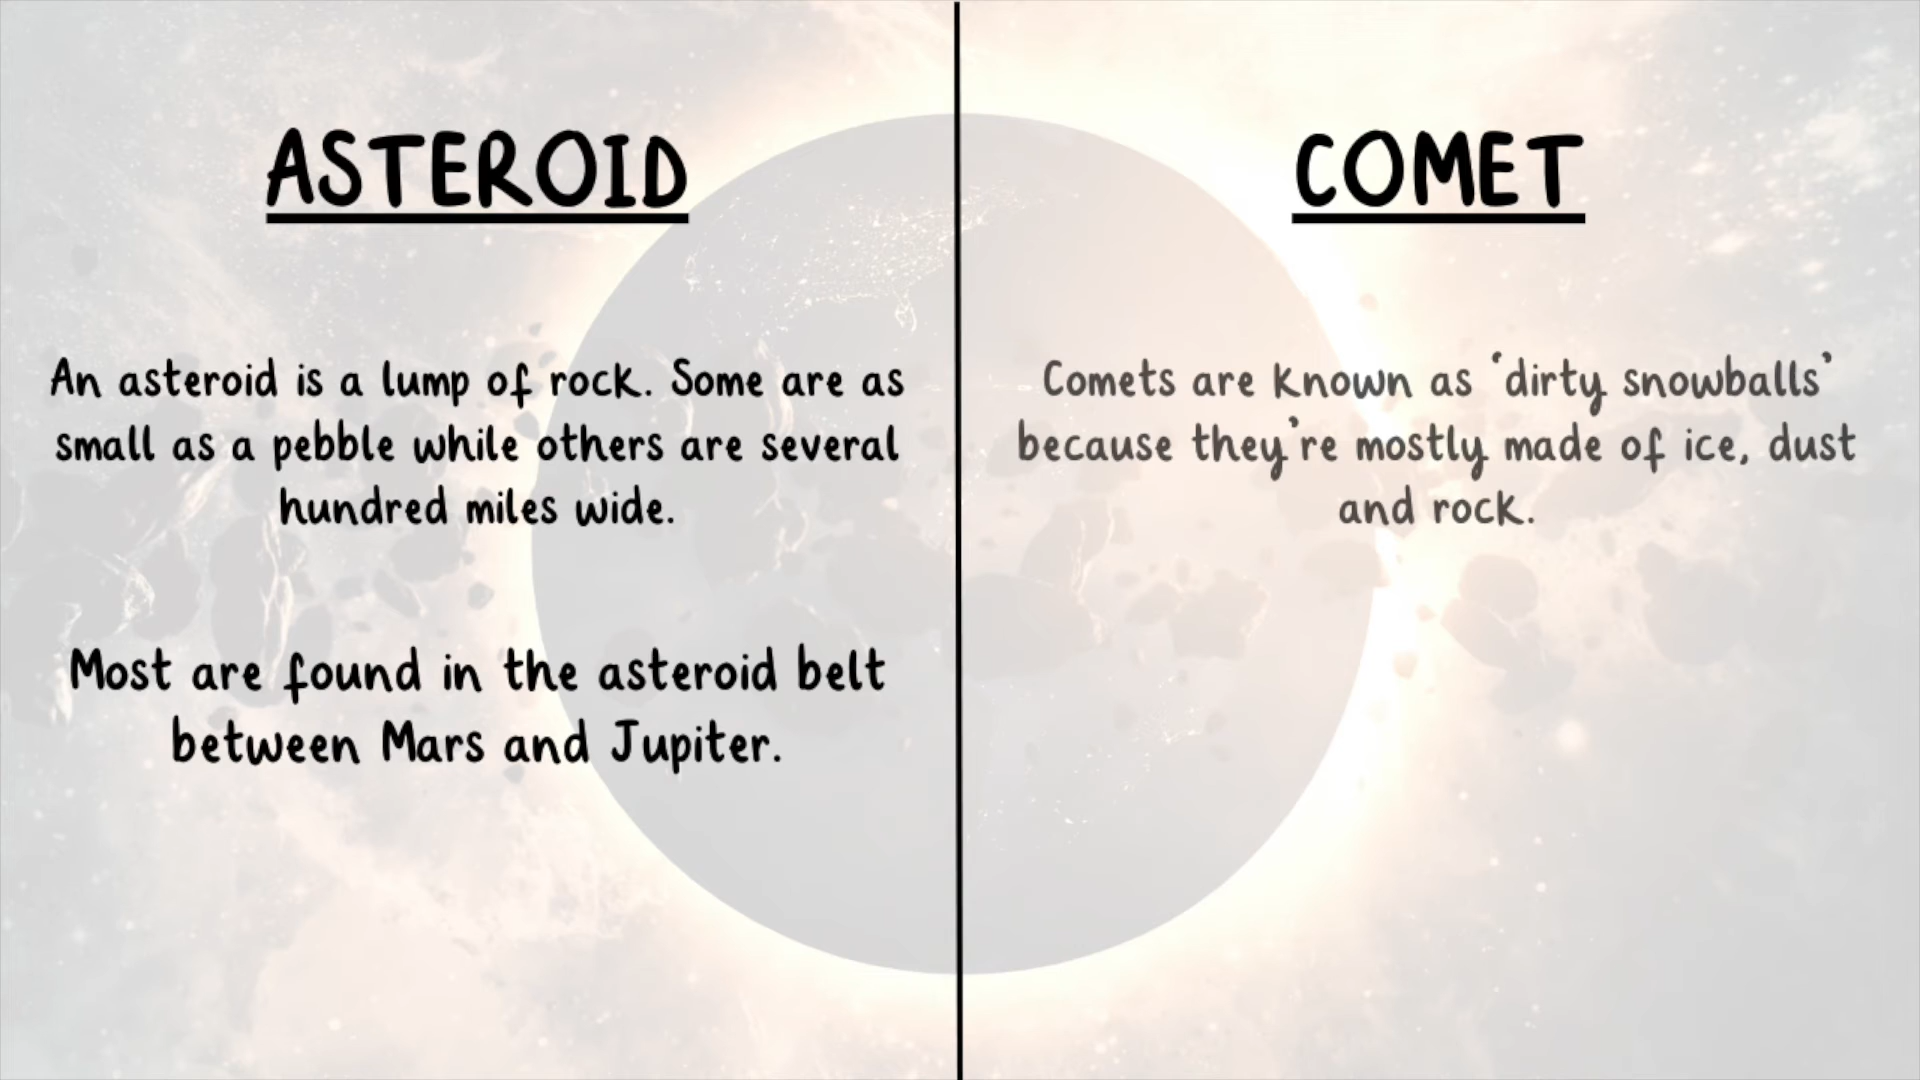 ASTEROID
An asteroid is a lump of rock. Some are as
small as a pebble while others are several
hundred miles wide.
Most are found in the asteroid belt
between Mars and Jupiter.
COMET
Comets are known as ‘dirty snowballs’
because they’re mostly made of ice, dust
and rock.